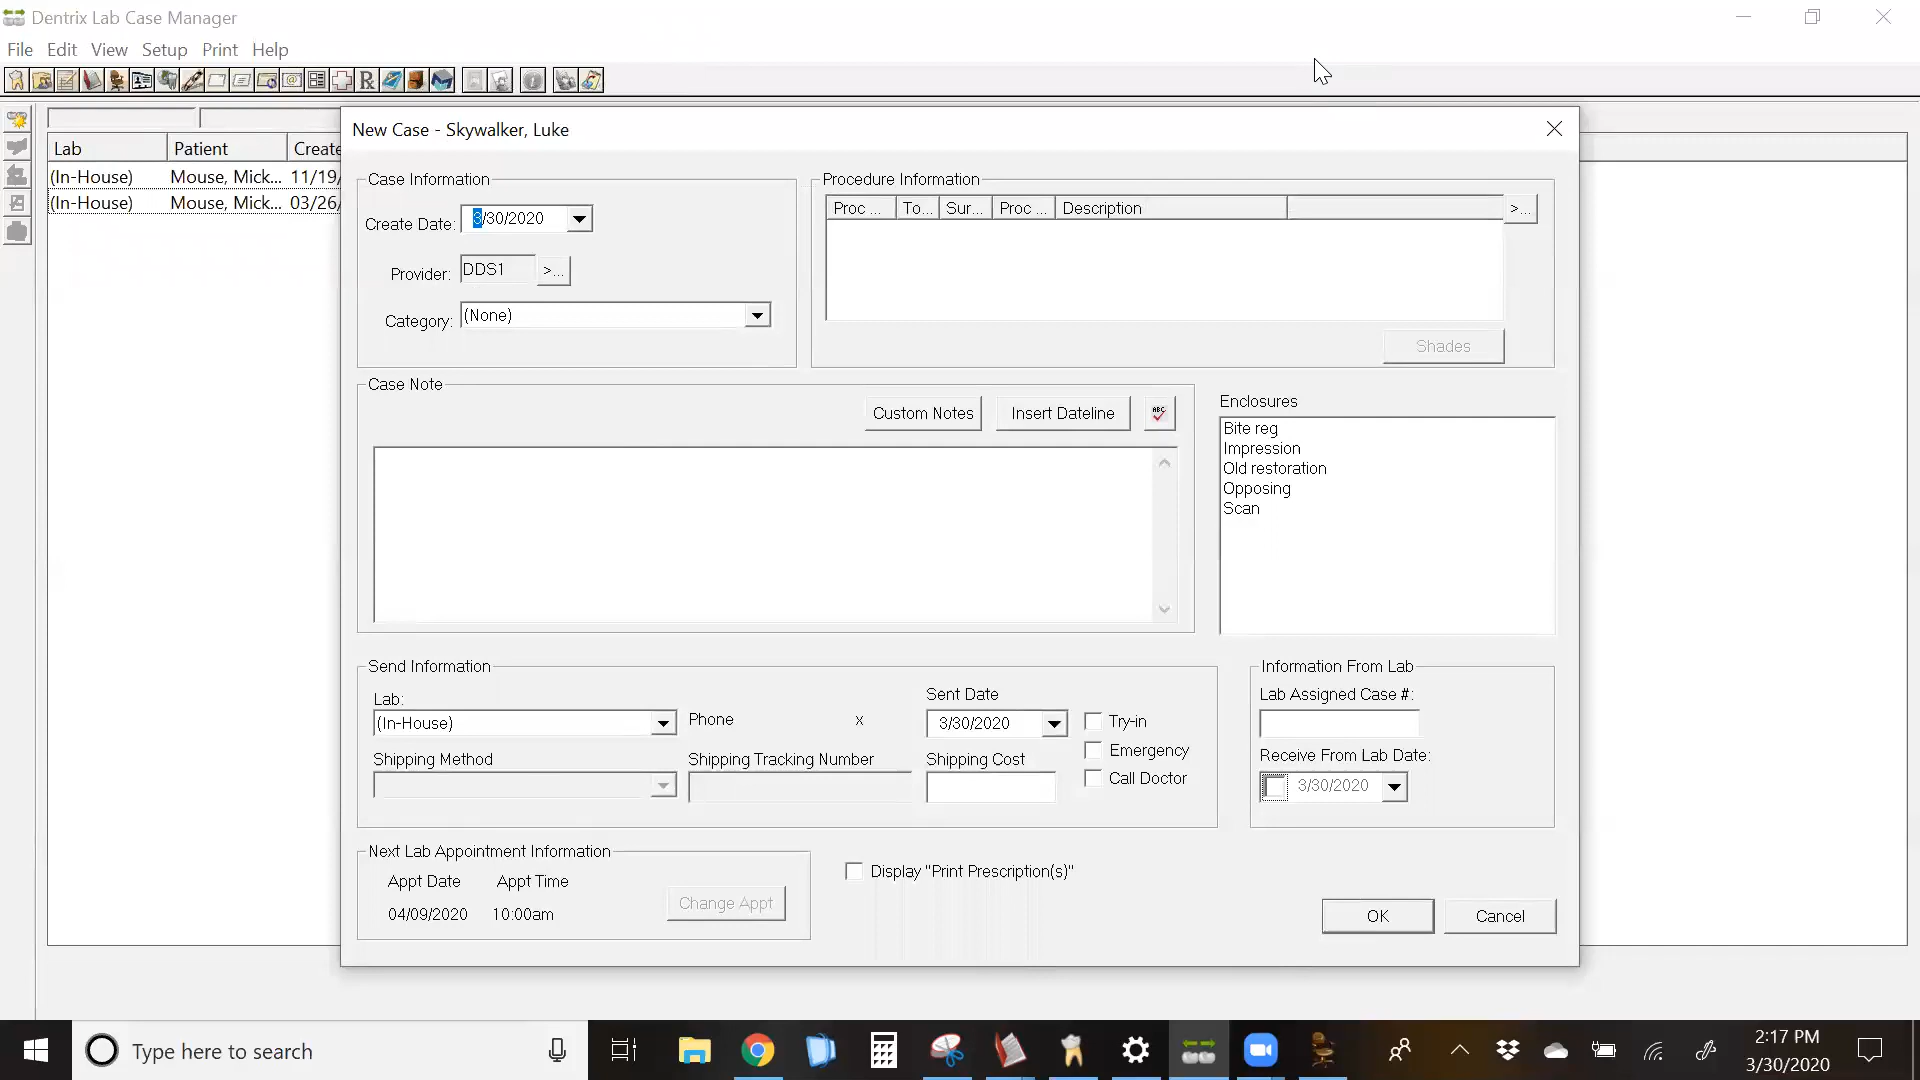 Dentrix Lab Case Manager
File Edit View Setup Print Help
Lab Patient Create
(In-House) Mouse, Mick... 11/19/
(In-House) Mouse, Mick... 03/26/
New Case - Skywalker, Luke
Case Information
Create Date: 3/30/2020
Provider: DDS1 >...
Category: (None)
Procedure Information
Proc ... To... Sur... Proc ... Description >...
Shades
Case Note
Custom Notes Insert Dateline ABC
Enclosures
Bite reg
Impression
Old restoration
Opposing
Scan
Send Information
Lab: Phone x Sent Date
(In-House) 3/30/2020 Try-in
Shipping Method Shipping Tracking Number Shipping Cost Emergency
Call Doctor
Information From Lab
Lab Assigned Case #:
Receive From Lab Date:
3/30/2020
Next Lab Appointment Information
Appt Date Appt Time
04/09/2020 10:00am
Change Appt
Display "Print Prescription(s)"
OK Cancel
Type here to search
2:17 PM
3/30/2020